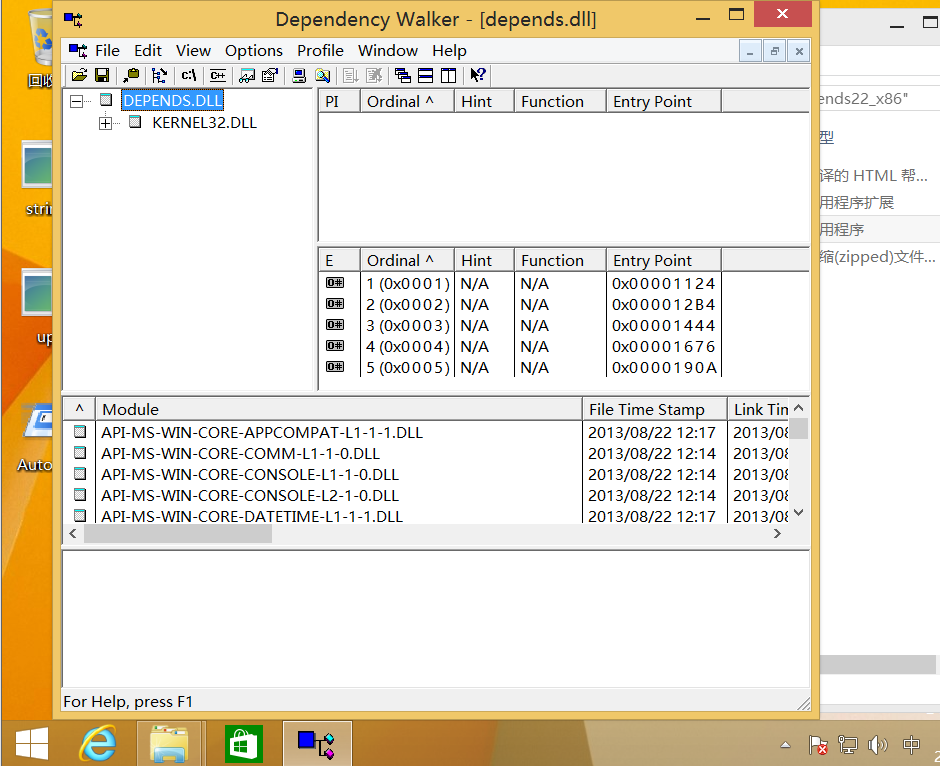 Dependency Walker - [depends.dll]
File Edit View Options Profile Window Help
C:\
C++
DEPENDS.DLL
KERNEL32.DLL
PI Ordinal ^ Hint Function Entry Point
E Ordinal ^ Hint Function Entry Point
1 (0x0001) N/A N/A 0x00001124
2 (0x0002) N/A N/A 0x000012B4
3 (0x0003) N/A N/A 0x00001444
4 (0x0004) N/A N/A 0x00001676
5 (0x0005) N/A N/A 0x0000190A
^ Module File Time Stamp Link Tim
API-MS-WIN-CORE-APPCOMPAT-L1-1-1.DLL 2013/08/22 12:17 2013/08
API-MS-WIN-CORE-COMM-L1-1-0.DLL 2013/08/22 12:14 2013/08
API-MS-WIN-CORE-CONSOLE-L1-1-0.DLL 2013/08/22 12:14 2013/08
API-MS-WIN-CORE-CONSOLE-L2-1-0.DLL 2013/08/22 12:14 2013/08
API-MS-WIN-CORE-DATETIME-L1-1-1.DLL 2013/08/22 12:17 2013/08
For Help, press F1
回收
strin
up
Auto
ends22_x86"
型
译的 HTML 帮...
用程序扩展
用程序
缩(zipped)文件...
中
2